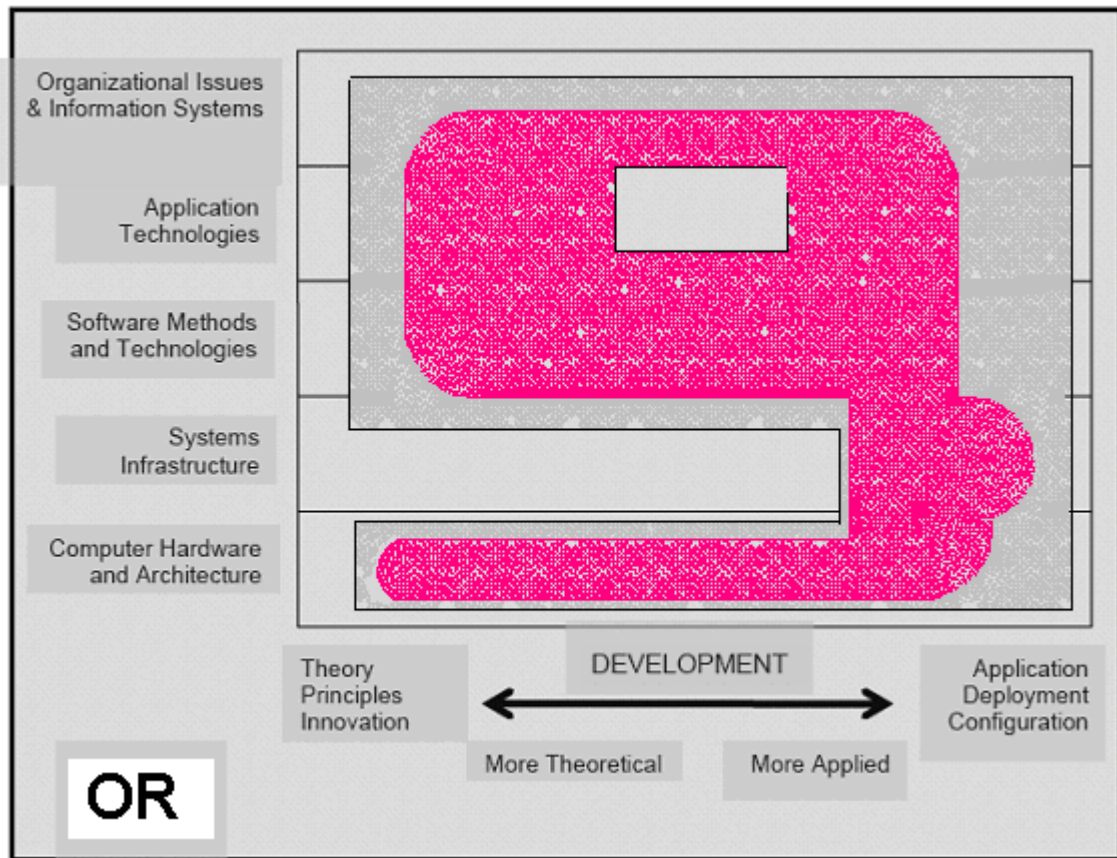 Organizational Issues
& Information Systems
Application
Technologies
Software Methods
and Technologies
Systems
Infrastructure
Computer Hardware
and Architecture
Theory
Principles
Innovation
DEVELOPMENT
Application
Deployment
Configuration
More Theoretical
More Applied
OR